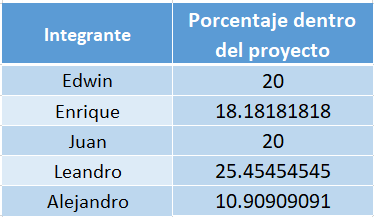 Integrante Porcentaje dentro del proyecto
Edwin 20
Enrique 18.18181818
Juan 20
Leandro 25.45454545
Alejandro 10.90909091